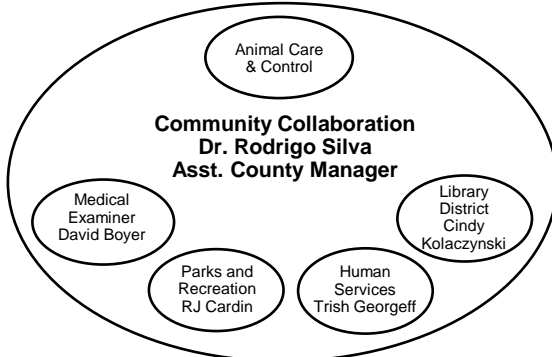 Animal Care
& Control
Community Collaboration
Dr. Rodrigo Silva
Asst. County Manager
Medical
Examiner
David Boyer
Library
District
Cindy
Kolaczynski
Parks and
Recreation
RJ Cardin
Human
Services
Trish Georgeff